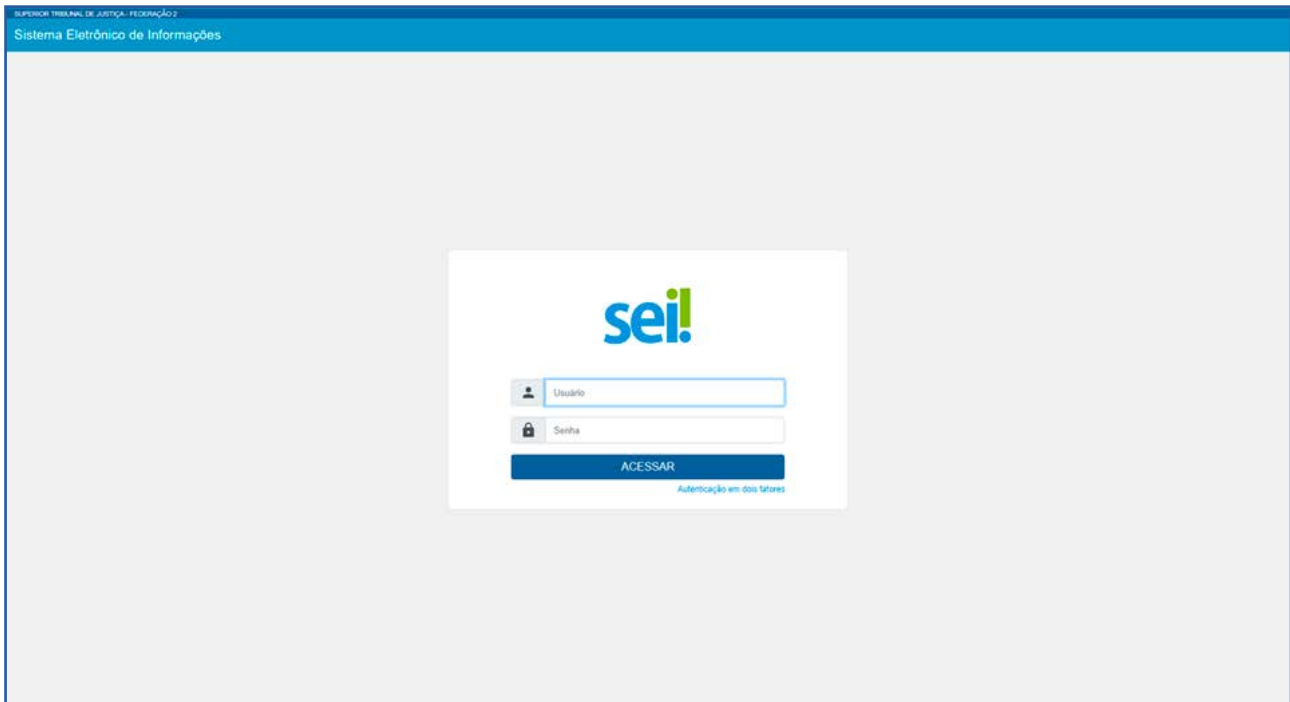 SUPERIOR TRIBUNAL DE JUSTIÇA - FEDERAÇÃO 2
Sistema Eletrônico de Informações
sei!
Usuário
Senha
ACESSAR
Autenticação em dois fatores